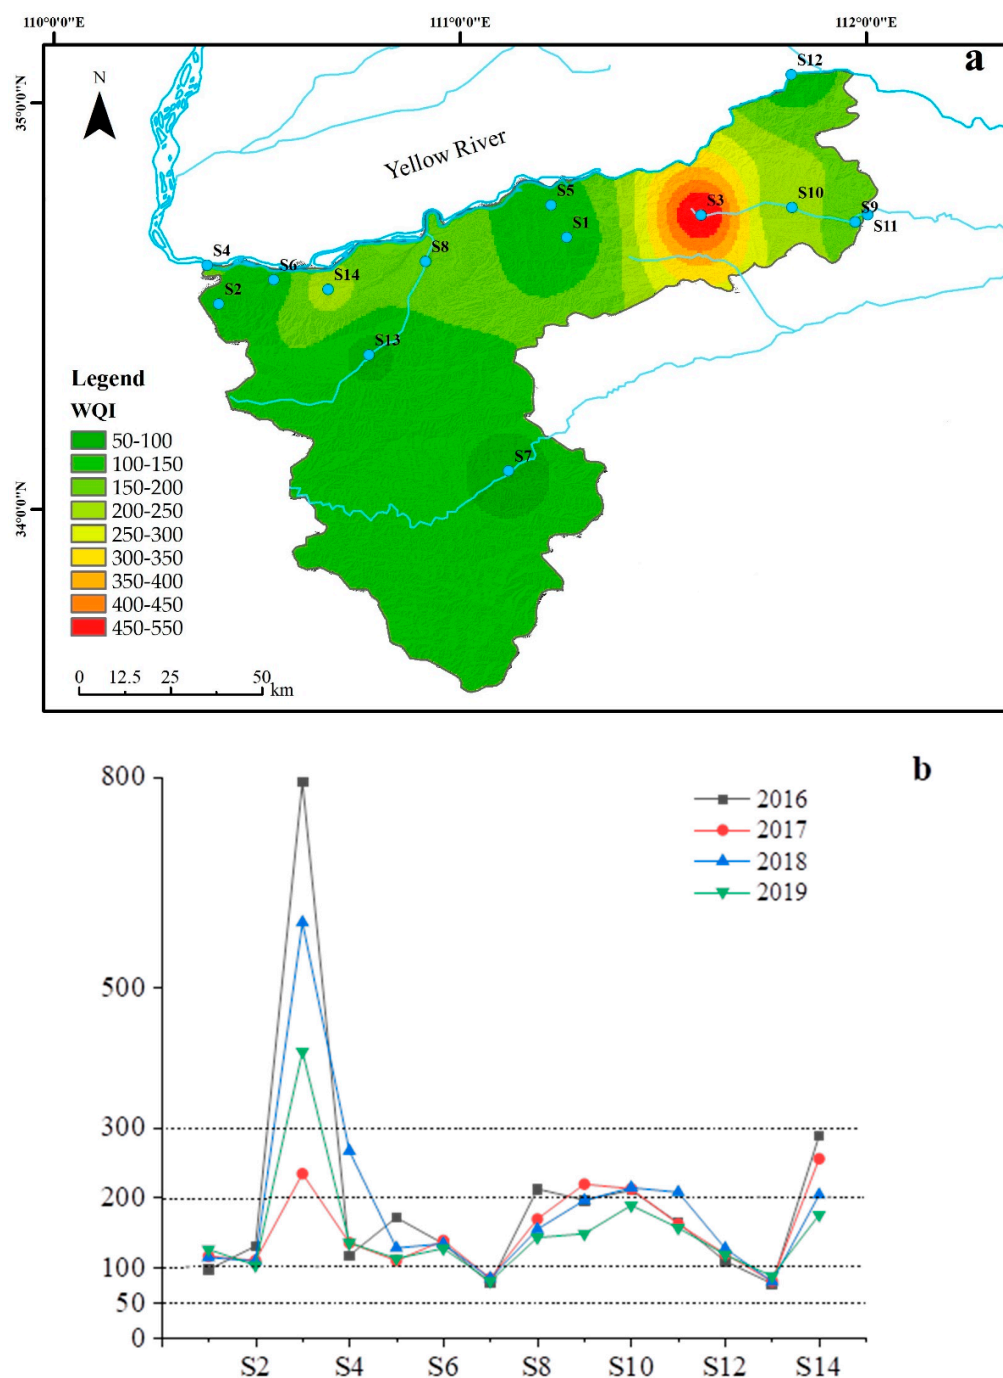 110°0'0"E 111°0'0"E 112°0'0"E
a
N
35°0'0"N
34°0'0"N
Yellow River
S12
S5
S1
S3
S10
S9
S11
S8
S4
S6
S14
S2
S13
S7
Legend
WQI
50-100
100-150
150-200
200-250
250-300
300-350
350-400
400-450
450-550
0 12.5 25 50 km
b
800
500
300
200
100
50
0
2016
2017
2018
2019
S2 S4 S6 S8 S10 S12 S14